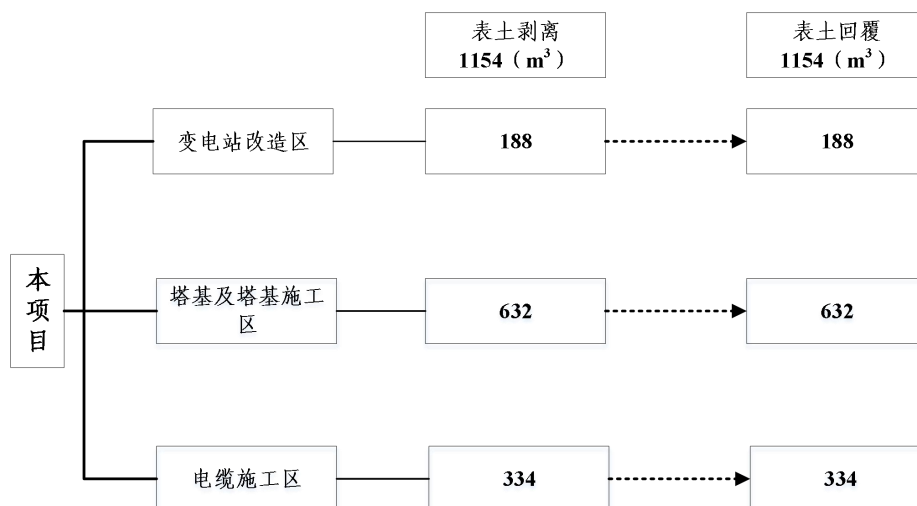 表土剥离
1154（m³）
表土回覆
1154（m³）
变电站改造区
188
188
本项目
塔基及塔基施工
区
632
632
电缆施工区
334
334